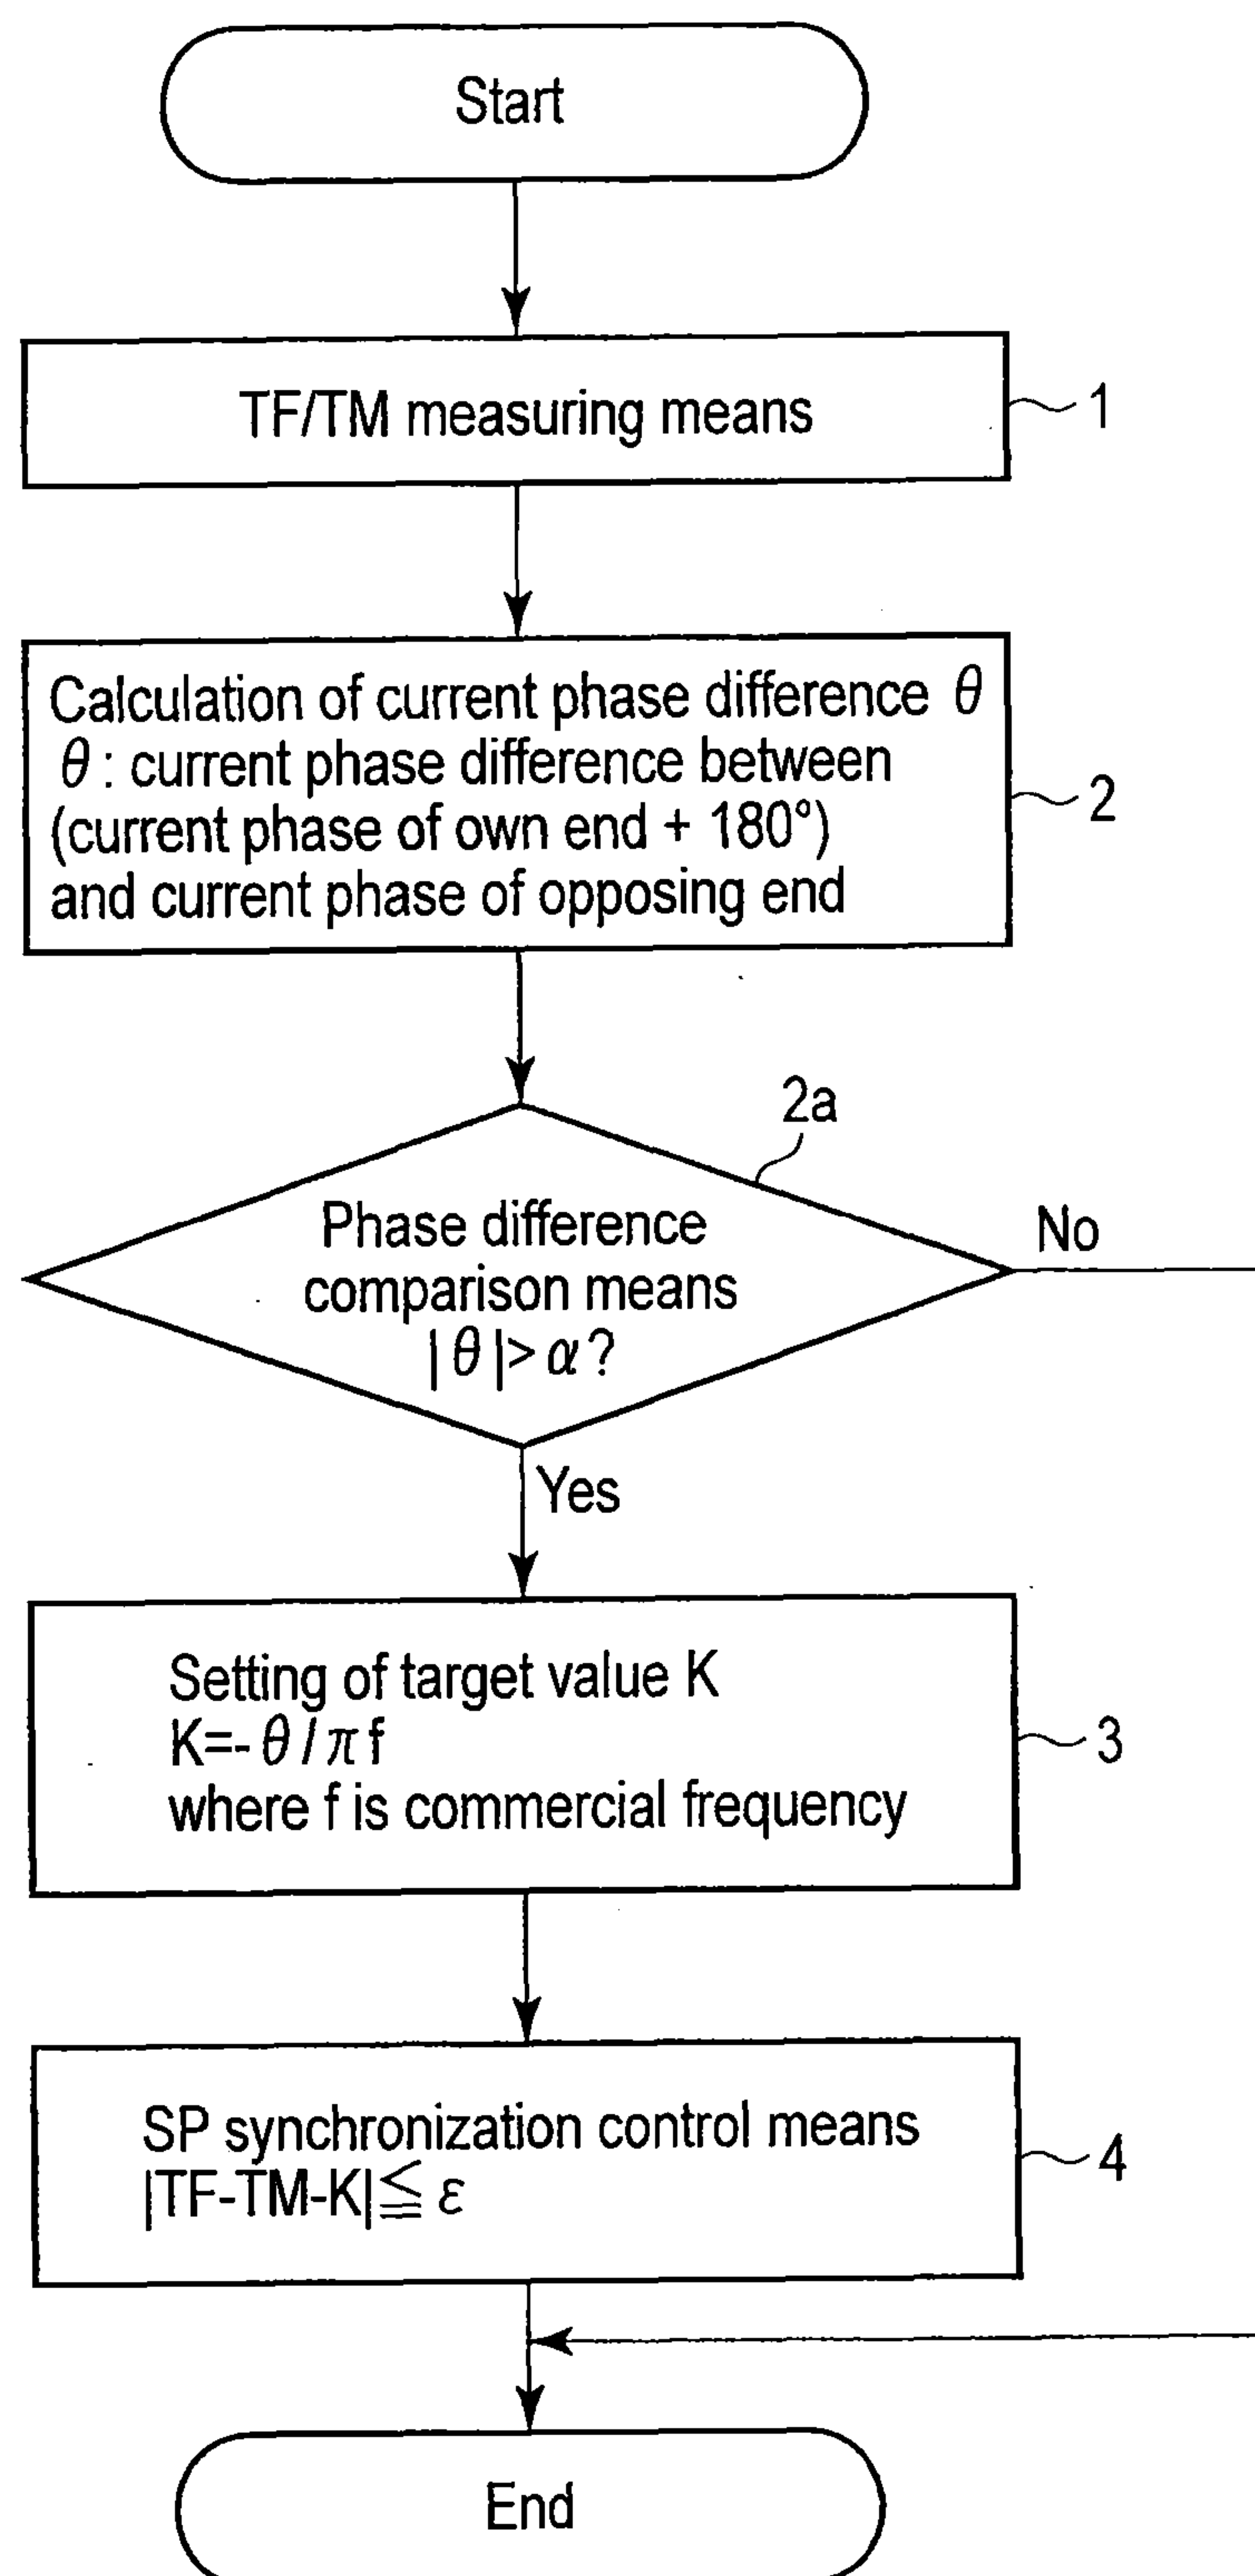 Start
TF/TM measuring means
1
Calculation of current phase difference θ
θ : current phase difference between
(current phase of own end + 180°)
and current phase of opposing end
2
2a
Phase difference
comparison means
|θ|> α?
No
Yes
Setting of target value K
K=-θ/πf
where f is commercial frequency
3
SP synchronization control means
|TF-TM-K|≦ ε
4
End